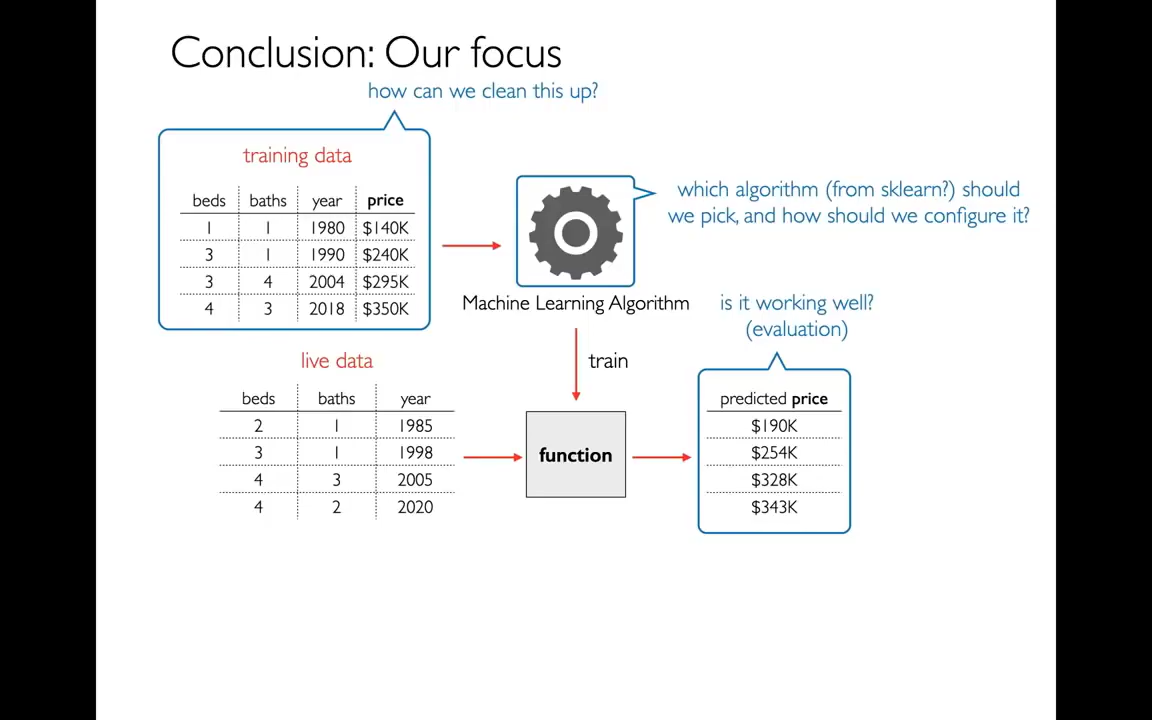 Conclusion: Our focus
how can we clean this up?
training data
beds baths year price
1 1 1980 $140K
3 1 1990 $240K
3 4 2004 $295K
4 3 2018 $350K
which algorithm (from sklearn?) should
we pick, and how should we configure it?
Machine Learning Algorithm
is it working well?
(evaluation)
train
live data
beds baths year
2 1 1985
3 1 1998
4 3 2005
4 2 2020
function
predicted price
$190K
$254K
$328K
$343K